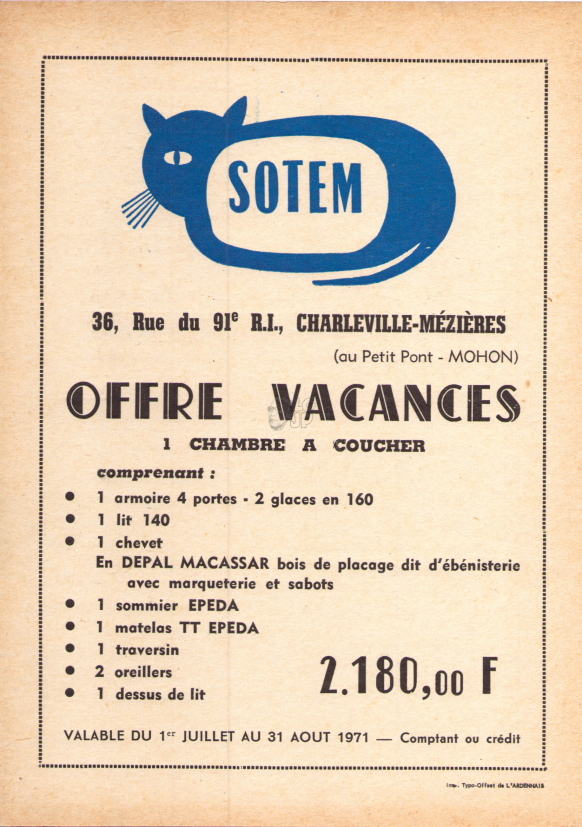 SOTEM
36, Rue du 91e R.I., CHARLEVILLE-MÉZIÈRES
(au Petit Pont - MOHON)
OFFRE VACANCES
1 CHAMBRE A COUCHER
comprenant :
• 1 armoire 4 portes - 2 glaces en 160
• 1 lit 140
• 1 chevet
En DEPAL MACASSAR bois de placage dit d'ébénisterie
avec marqueterie et sabots
• 1 sommier EPEDA
• 1 matelas TT EPEDA
• 1 traversin
• 2 oreillers
• 1 dessus de lit
2.180,00 F
VALABLE DU 1er JUILLET AU 31 AOUT 1971 — Comptant ou crédit
Imp. Typo-Offset de L'ARDENNAIS